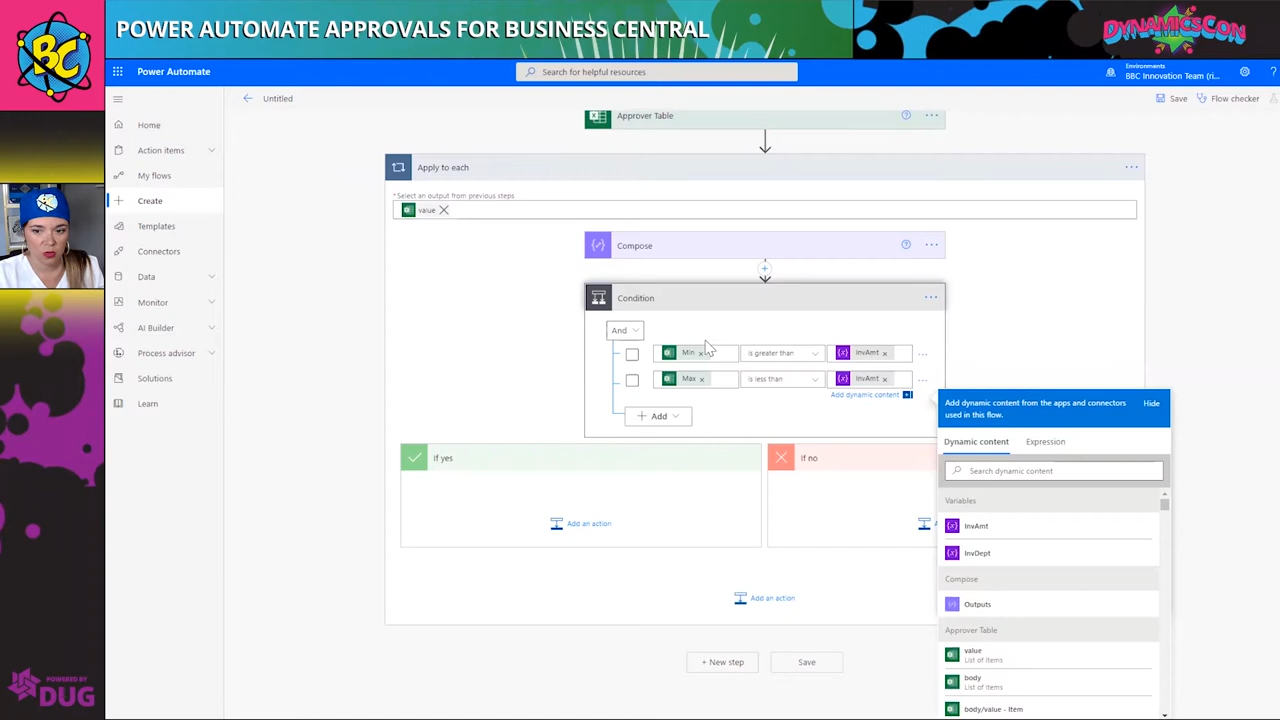 POWER AUTOMATE APPROVALS FOR BUSINESS CENTRAL
BC
DYNAMICSCON
Power Automate
Search for helpful resources
Environments
BBC Innovation Team (ri...
?
Untitled
Save
Flow checker
Home
Action items
My flows
Create
Templates
Connectors
Data
Monitor
AI Builder
Process advisor
Solutions
Learn
Approver Table
Apply to each
*Select an output from previous steps
value
Compose
Condition
And
Min
is greater than
InvAmt
Max
is less than
InvAmt
Add dynamic content
Add
If yes
If no
Add an action
Add an action
+ New step
Save
Add dynamic content from the apps and connectors
used in this flow.
Hide
Dynamic content
Expression
Search dynamic content
Variables
InvAmt
InvDept
Compose
Outputs
Approver Table
value
List of items
body
List of items
body/value - Item
POWERED BY
DUG